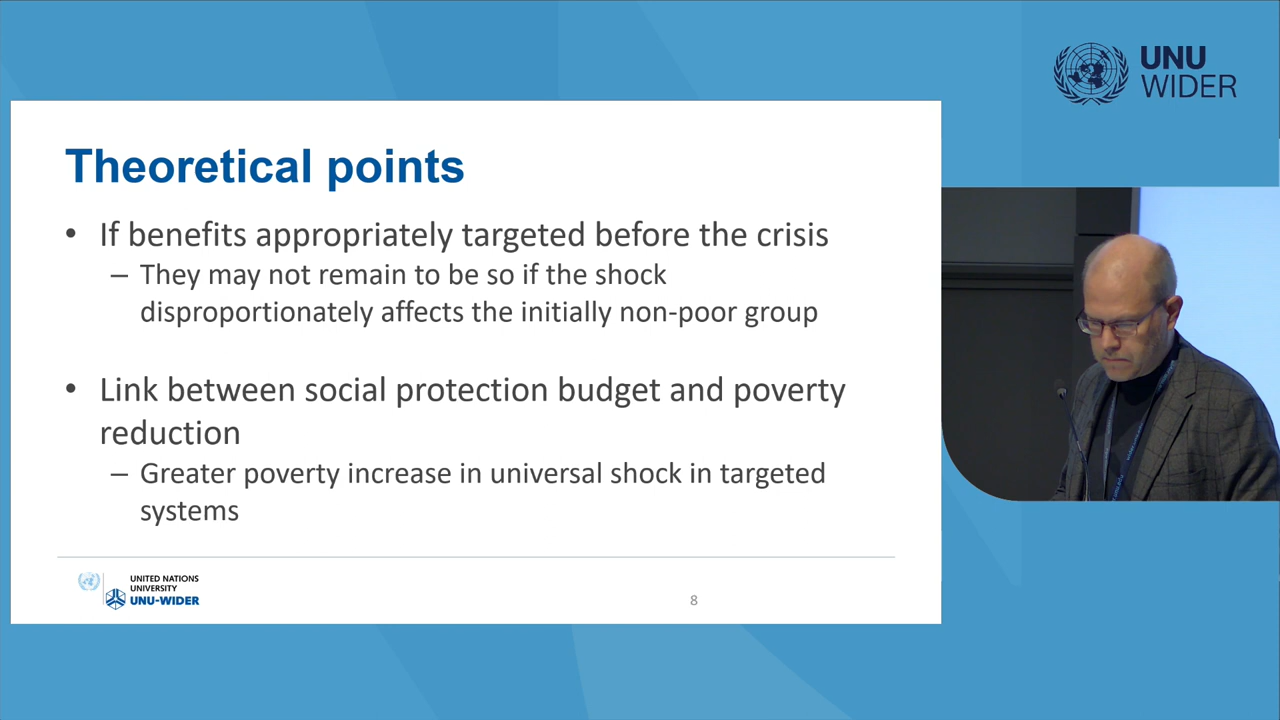 UNU
WIDER
Theoretical points
• If benefits appropriately targeted before the crisis
– They may not remain to be so if the shock
disproportionately affects the initially non-poor group
• Link between social protection budget and poverty
reduction
– Greater poverty increase in universal shock in targeted
systems
UNITED NATIONS
UNIVERSITY
UNU-WIDER
8